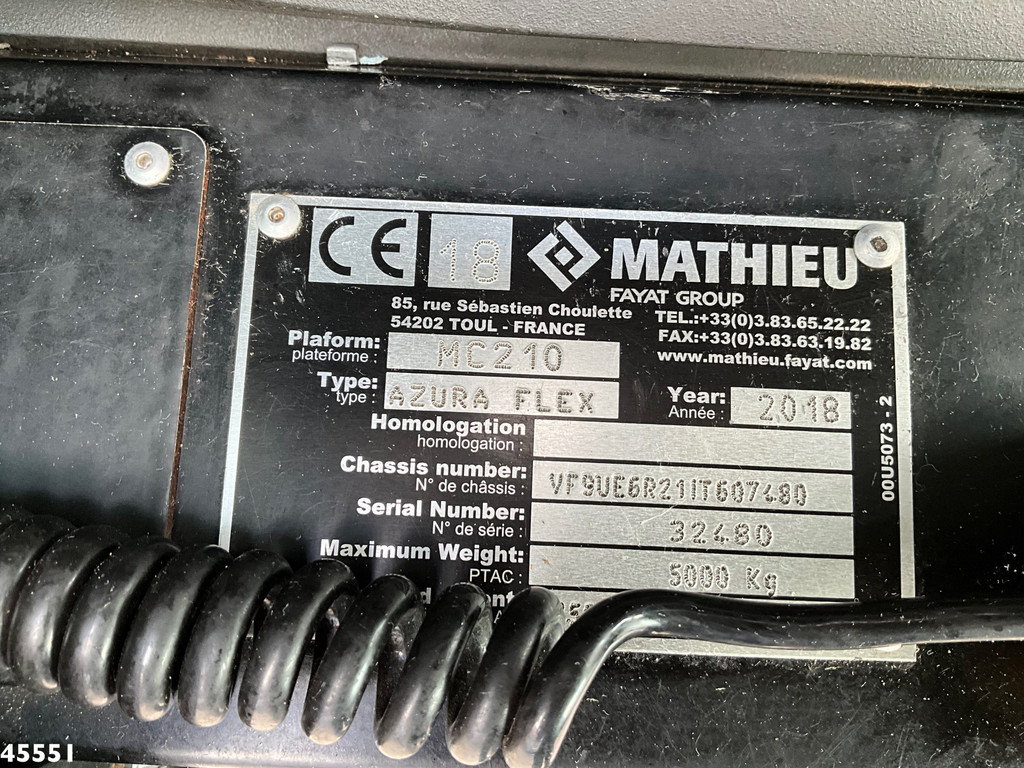 CE 18 MATHIEU
FAYAT GROUP
85, rue Sébastien Choulette
54202 TOUL - FRANCE
TEL.:+33(0)3.83.65.22.22
FAX:+33(0)3.83.63.19.82
www.mathieu.fayat.com
Plaform: MC210
plateforme :
Type: AZURA FLEX
type :
Year: 2018
Année :
Homologation
homologation :
Chassis number: VF9UE6R21IT607480
N° de châssis :
Serial Number: 32480
N° de série :
Maximum Weight: 5000 Kg
PTAC :
00U5073 - 2
45551